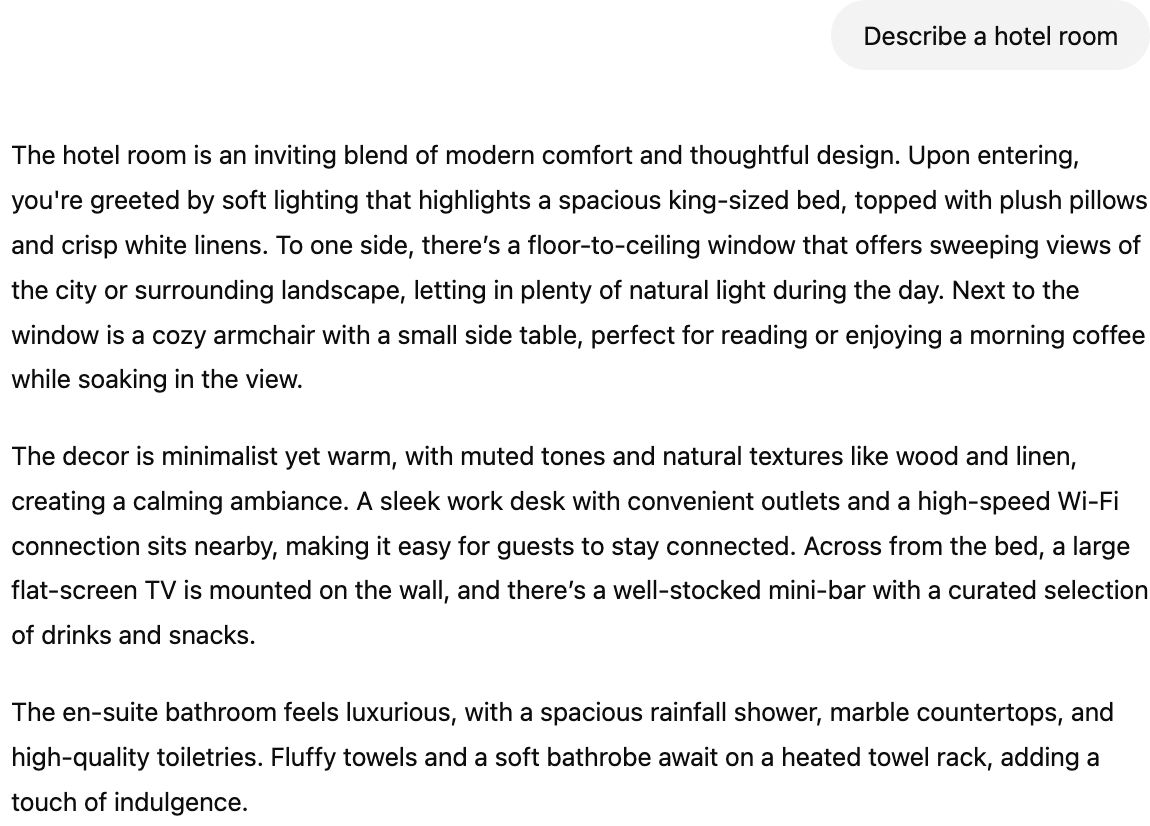 Describe a hotel room
The hotel room is an inviting blend of modern comfort and thoughtful design. Upon entering,
you're greeted by soft lighting that highlights a spacious king-sized bed, topped with plush pillows
and crisp white linens. To one side, there’s a floor-to-ceiling window that offers sweeping views of
the city or surrounding landscape, letting in plenty of natural light during the day. Next to the
window is a cozy armchair with a small side table, perfect for reading or enjoying a morning coffee
while soaking in the view.
The decor is minimalist yet warm, with muted tones and natural textures like wood and linen,
creating a calming ambiance. A sleek work desk with convenient outlets and a high-speed Wi-Fi
connection sits nearby, making it easy for guests to stay connected. Across from the bed, a large
flat-screen TV is mounted on the wall, and there’s a well-stocked mini-bar with a curated selection
of drinks and snacks.
The en-suite bathroom feels luxurious, with a spacious rainfall shower, marble countertops, and
high-quality toiletries. Fluffy towels and a soft bathrobe await on a heated towel rack, adding a
touch of indulgence.